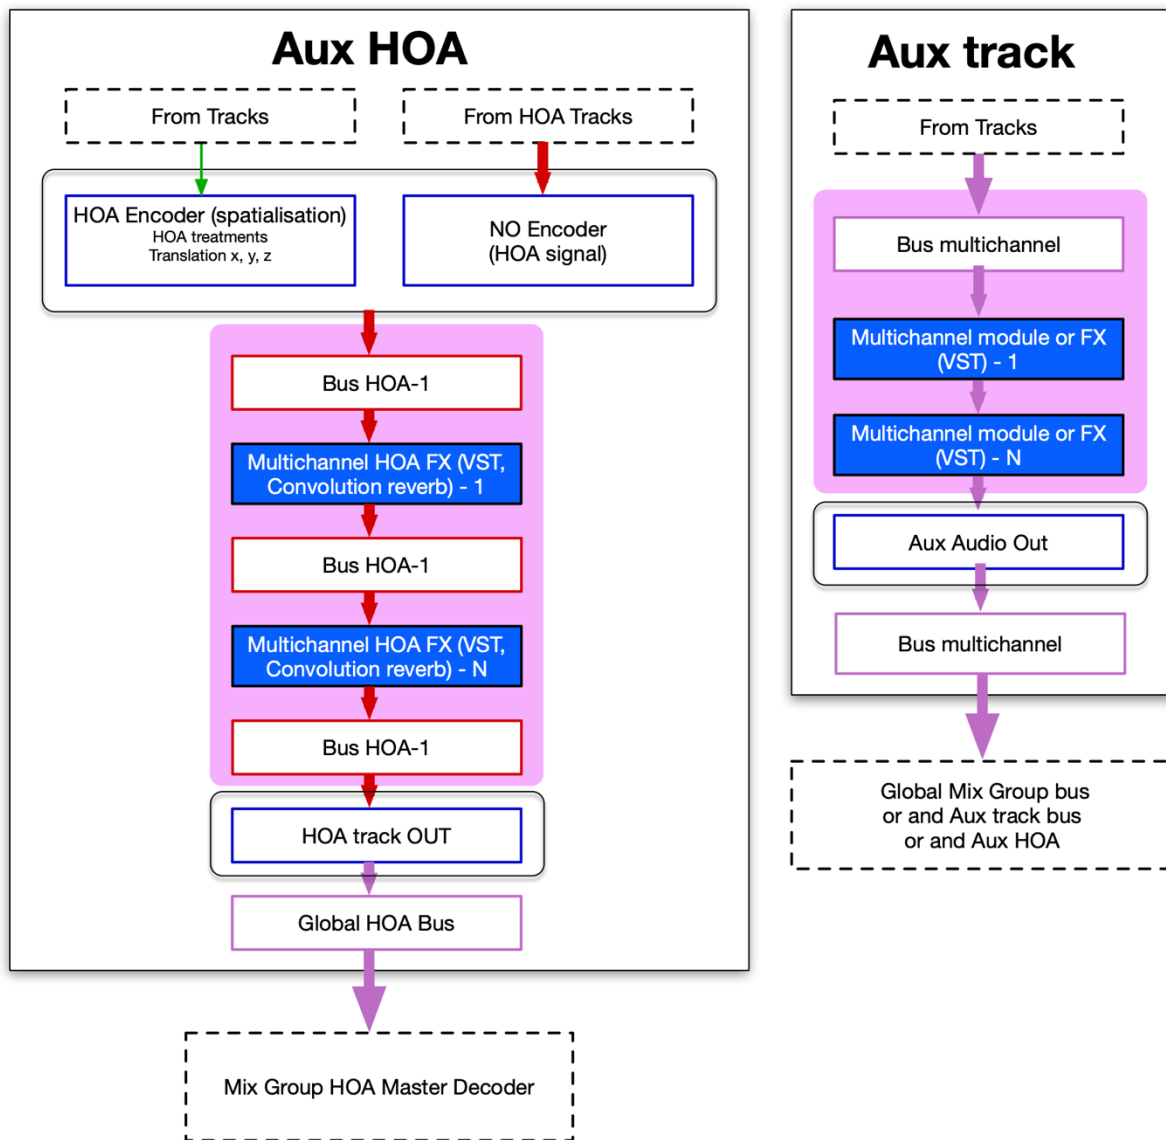 Aux HOA
From Tracks
From HOA Tracks
HOA Encoder (spatialisation)
HOA treatments
Translation x, y, z
NO Encoder
(HOA signal)
Bus HOA-1
Multichannel HOA FX (VST,
Convolution reverb) - 1
Bus HOA-1
Multichannel HOA FX (VST,
Convolution reverb) - N
Bus HOA-1
HOA track OUT
Global HOA Bus
Mix Group HOA Master Decoder
Aux track
From Tracks
Bus multichannel
Multichannel module or FX
(VST) - 1
Multichannel module or FX
(VST) - N
Aux Audio Out
Bus multichannel
Global Mix Group bus
or and Aux track bus
or and Aux HOA